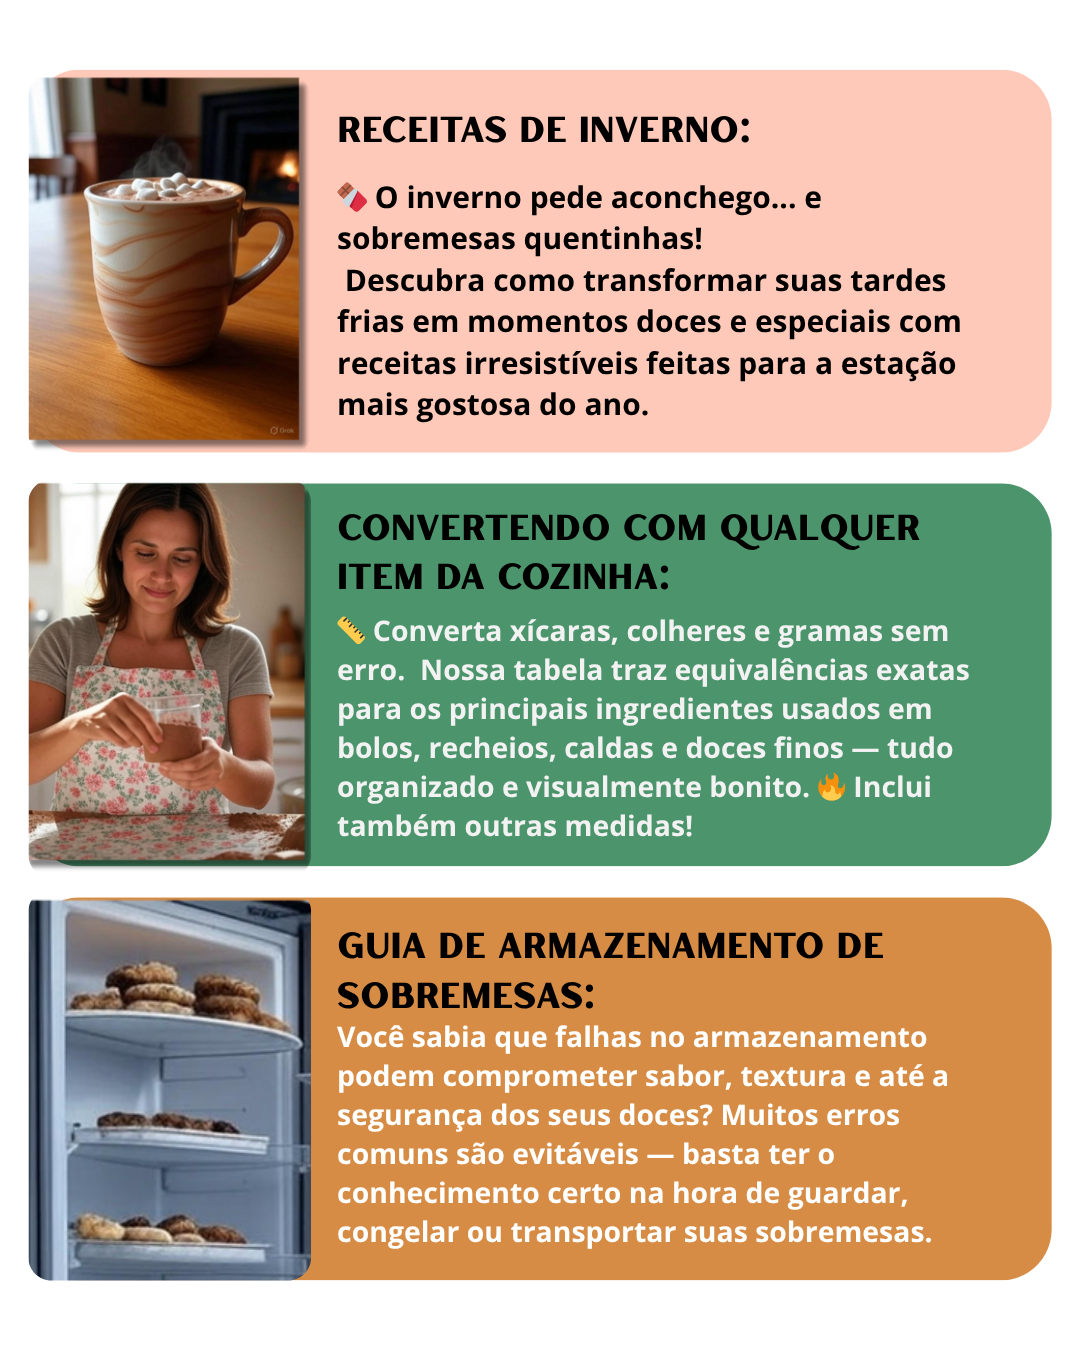 RECEITAS DE INVERNO:
🍫 O inverno pede aconchego... e
sobremesas quentinhas!
Descubra como transformar suas tardes
frias em momentos doces e especiais com
receitas irresistíveis feitas para a estação
mais gostosa do ano.
Grok
CONVERTENDO COM QUALQUER
ITEM DA COZINHA:
📏 Converta xícaras, colheres e gramas sem
erro.  Nossa tabela traz equivalências exatas
para os principais ingredientes usados em
bolos, recheios, caldas e doces finos — tudo
organizado e visualmente bonito. 🔥 Inclui
também outras medidas!
GUIA DE ARMAZENAMENTO DE
SOBREMESAS:
Você sabia que falhas no armazenamento
podem comprometer sabor, textura e até a
segurança dos seus doces? Muitos erros
comuns são evitáveis — basta ter o
conhecimento certo na hora de guardar,
congelar ou transportar suas sobremesas.